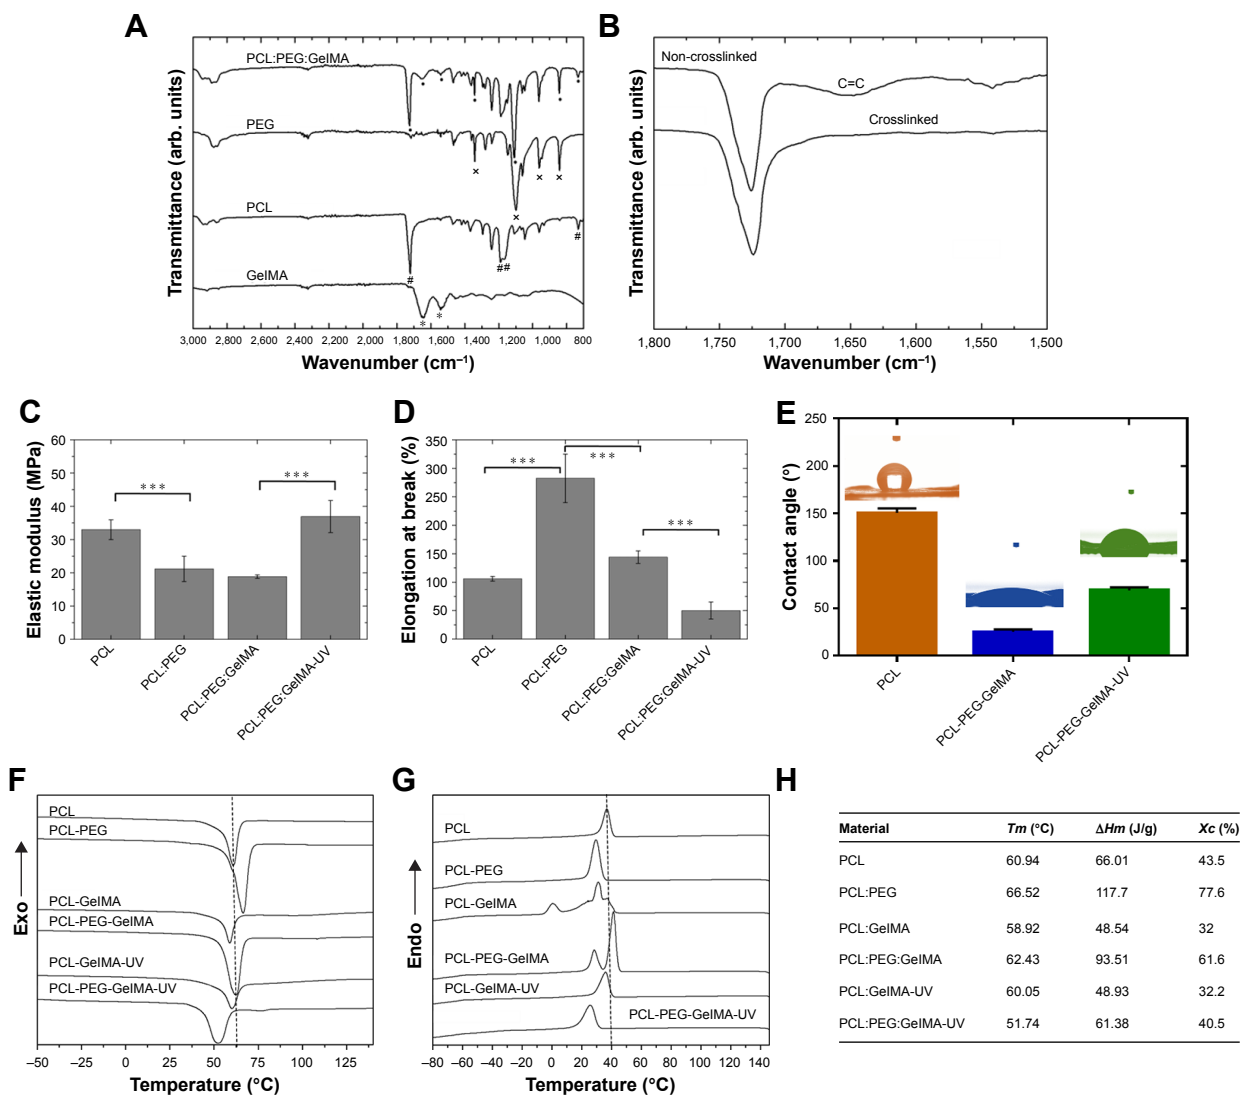 A
Transmittance (arb. units)
PCL:PEG:GelMA
PEG
× × ×
PCL
×
#
GelMA
# ## 
* *
3,000 2,800 2,600 2,400 2,200 2,000 1,800 1,600 1,400 1,200 1,000 800
Wavenumber (cm⁻¹)
B
Transmittance (arb. units)
Non-crosslinked
C=C
Crosslinked
1,800 1,750 1,700 1,650 1,600 1,550 1,500
Wavenumber (cm⁻¹)
C
Elastic modulus (MPa)
60
50
40
30
20
10
0
*** ***
PCL PCL:PEG PCL:PEG:GelMA PCL:PEG:GelMA-UV
D
Elongation at break (%)
350
300
250
200
150
100
50
0
*** ***
***
PCL PCL:PEG PCL:PEG:GelMA PCL:PEG:GelMA-UV
E
Contact angle (°)
250
200
150
100
50
0
PCL PCL-PEG-GelMA PCL-PEG-GelMA-UV
F
Exo
PCL
PCL-PEG
PCL-GelMA
PCL-PEG-GelMA
PCL-GelMA-UV
PCL-PEG-GelMA-UV
–50 –25 0 25 50 75 100 125
Temperature (°C)
G
Endo
PCL
PCL-PEG
PCL-GelMA
PCL-PEG-GelMA
PCL-GelMA-UV
PCL-PEG-GelMA-UV
–80 –60 –40 –20 0 20 40 60 80 100 120 140
Temperature (°C)
H
Material Tm (°C) ΔHm (J/g) Xc (%)
PCL 60.94 66.01 43.5
PCL:PEG 66.52 117.7 77.6
PCL:GelMA 58.92 48.54 32
PCL:PEG:GelMA 62.43 93.51 61.6
PCL:GelMA-UV 60.05 48.93 32.2
PCL:PEG:GelMA-UV 51.74 61.38 40.5